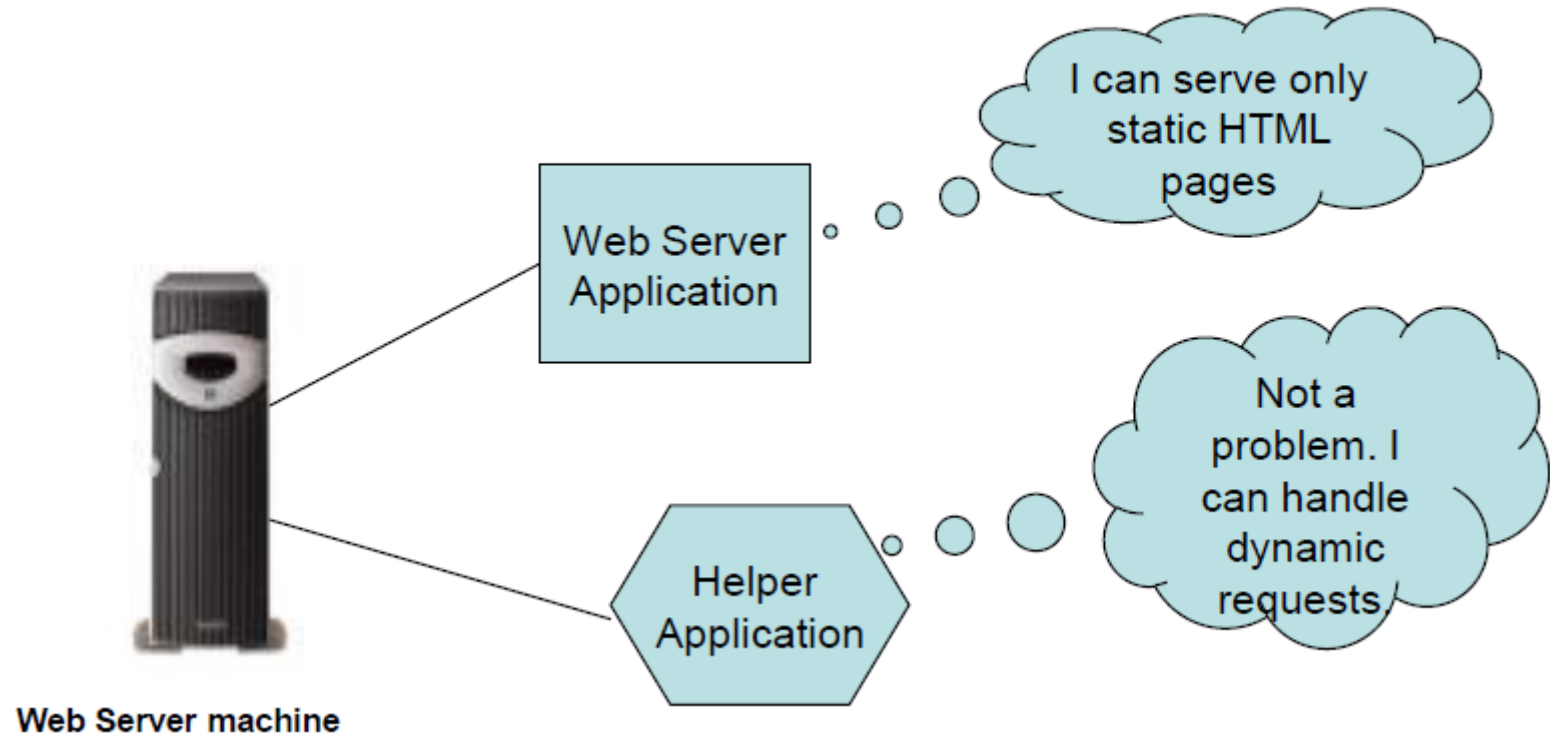 I can serve only
static HTML
pages
Web Server
Application
Not a
problem. I
can handle
dynamic
requests.
Helper
Application
Web Server machine